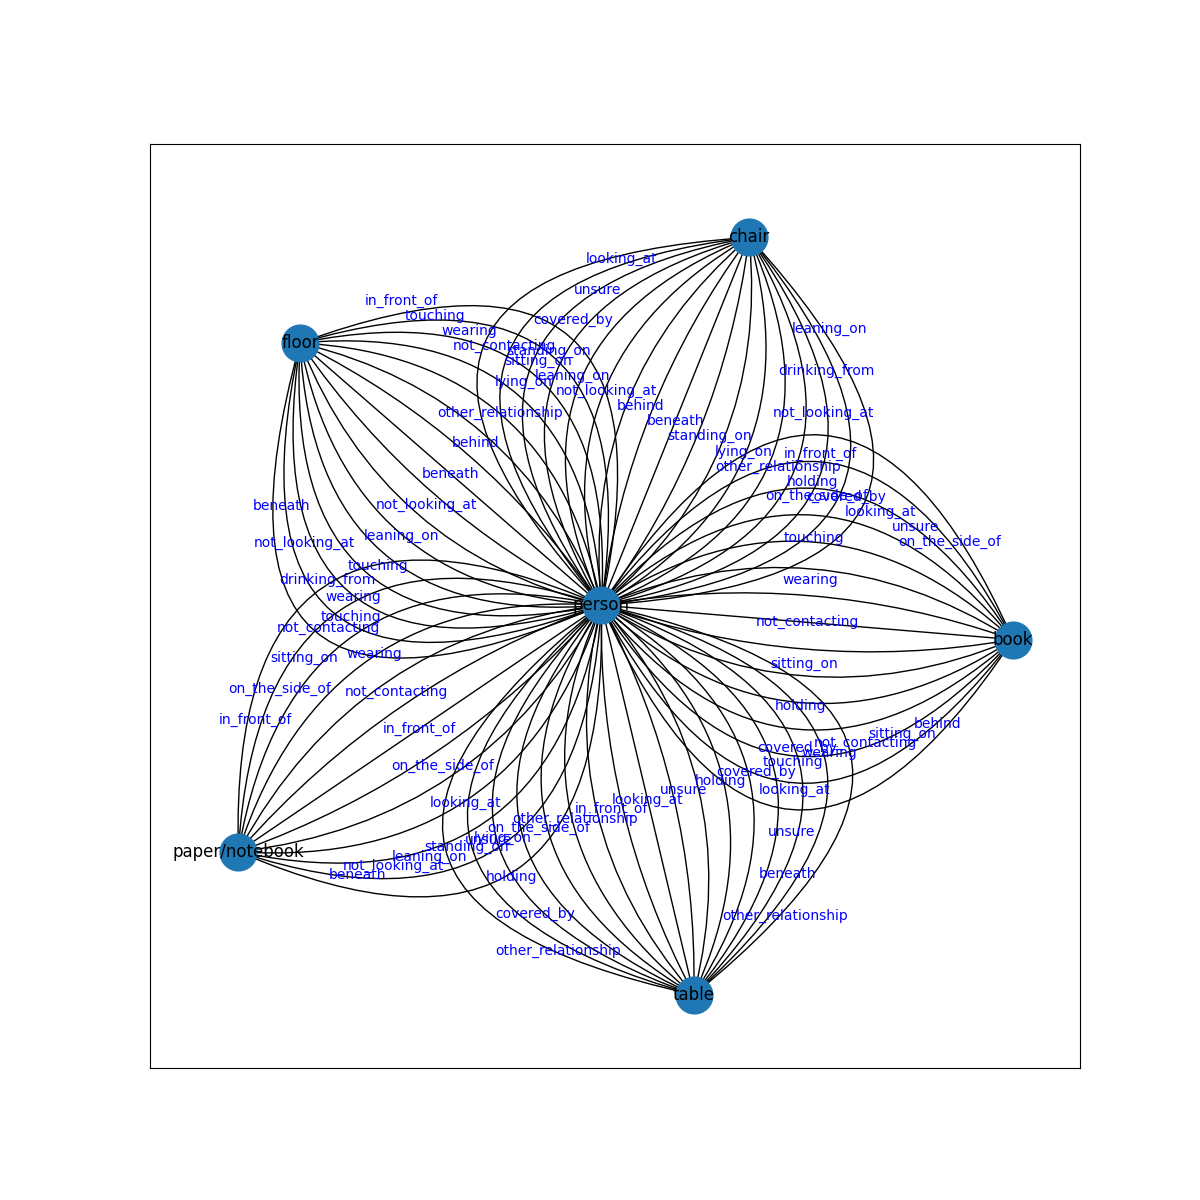 chair
looking_at
unsure
in_front_of
touching
covered_by
wearing
leaning_on
floor
not_contacting
standing_on
sitting_on
drinking_from
leaning_on
lying_on
not_looking_at
behind
other_relationship
not_looking_at
beneath
standing_on
behind
lying_on
in_front_of
other_relationship
beneath
holding
on_the_side_of
covered_by
not_looking_at
beneath
looking_at
unsure
leaning_on
touching
on_the_side_of
not_looking_at
touching
drinking_from
wearing
wearing
person
touching
not_contacting
not_contacting
book
wearing
sitting_on
sitting_on
on_the_side_of
not_contacting
holding
in_front_of
in_front_of
behind
sitting_on
not_contacting
covered_by
wearing
on_the_side_of
touching
covered_by
holding
unsure
looking_at
looking_at
looking_at
in_front_of
other_relationship
on_the_side_of
unsure
lying_on
unsure
standing_on
paper/notebook
leaning_on
not_looking_at
beneath
holding
beneath
covered_by
other_relationship
other_relationship
table